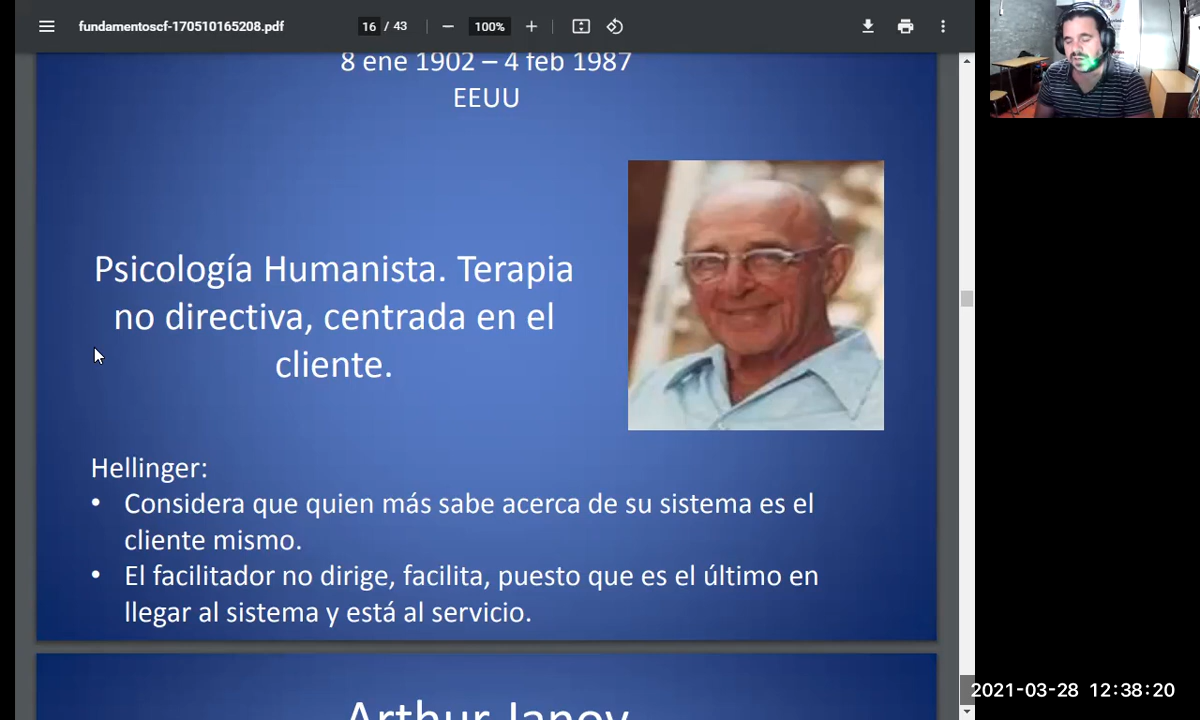 fundamentoscf-170510165208.pdf
16 / 43
100%
8 ene 1902 – 4 feb 1987
EEUU
Psicología Humanista. Terapia
no directiva, centrada en el
cliente.
Hellinger:
• Considera que quien más sabe acerca de su sistema es el
cliente mismo.
• El facilitador no dirige, facilita, puesto que es el último en
llegar al sistema y está al servicio.
Arthur Janov
2021-03-28 12:38:20